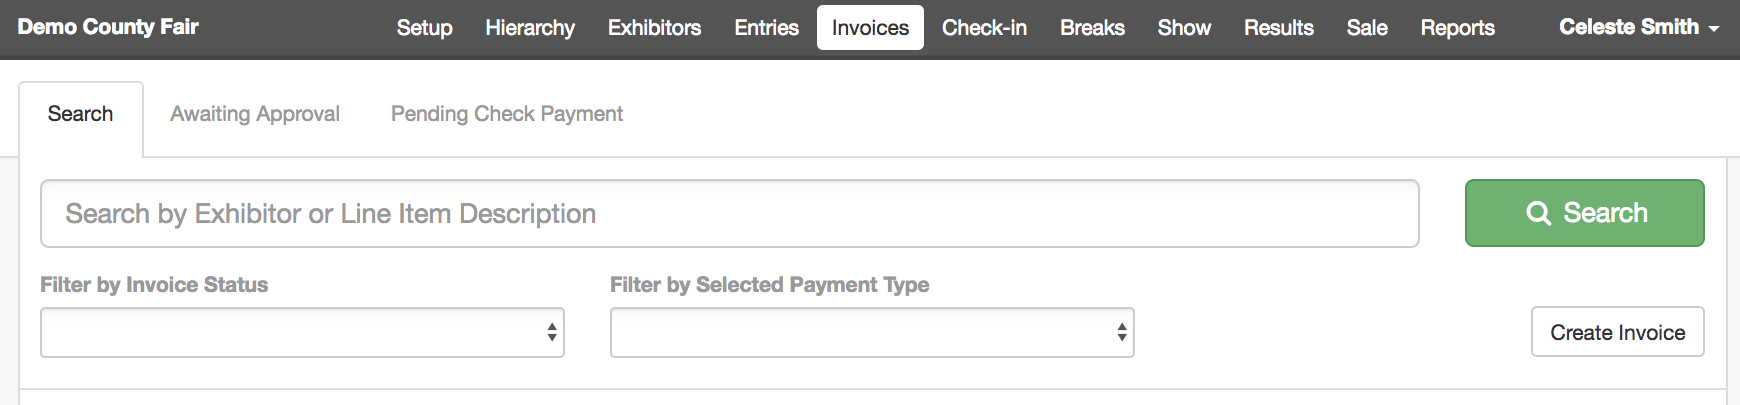 Demo County Fair Setup Hierarchy Exhibitors Entries Invoices Check-in Breaks Show Results Sale Reports Celeste Smith
Search Awaiting Approval Pending Check Payment
Search by Exhibitor or Line Item Description Search
Filter by Invoice Status Filter by Selected Payment Type
Create Invoice